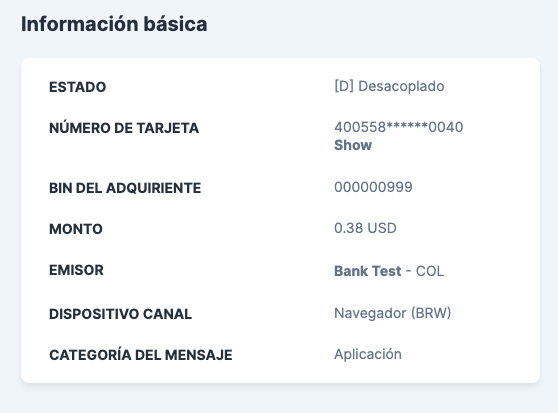 Información básica
ESTADO [D] Desacoplado
NÚMERO DE TARJETA 400558******0040
Show
BIN DEL ADQUIRIENTE 000000999
MONTO 0.38 USD
EMISOR Bank Test - COL
DISPOSITIVO CANAL Navegador (BRW)
CATEGORÍA DEL MENSAJE Aplicación